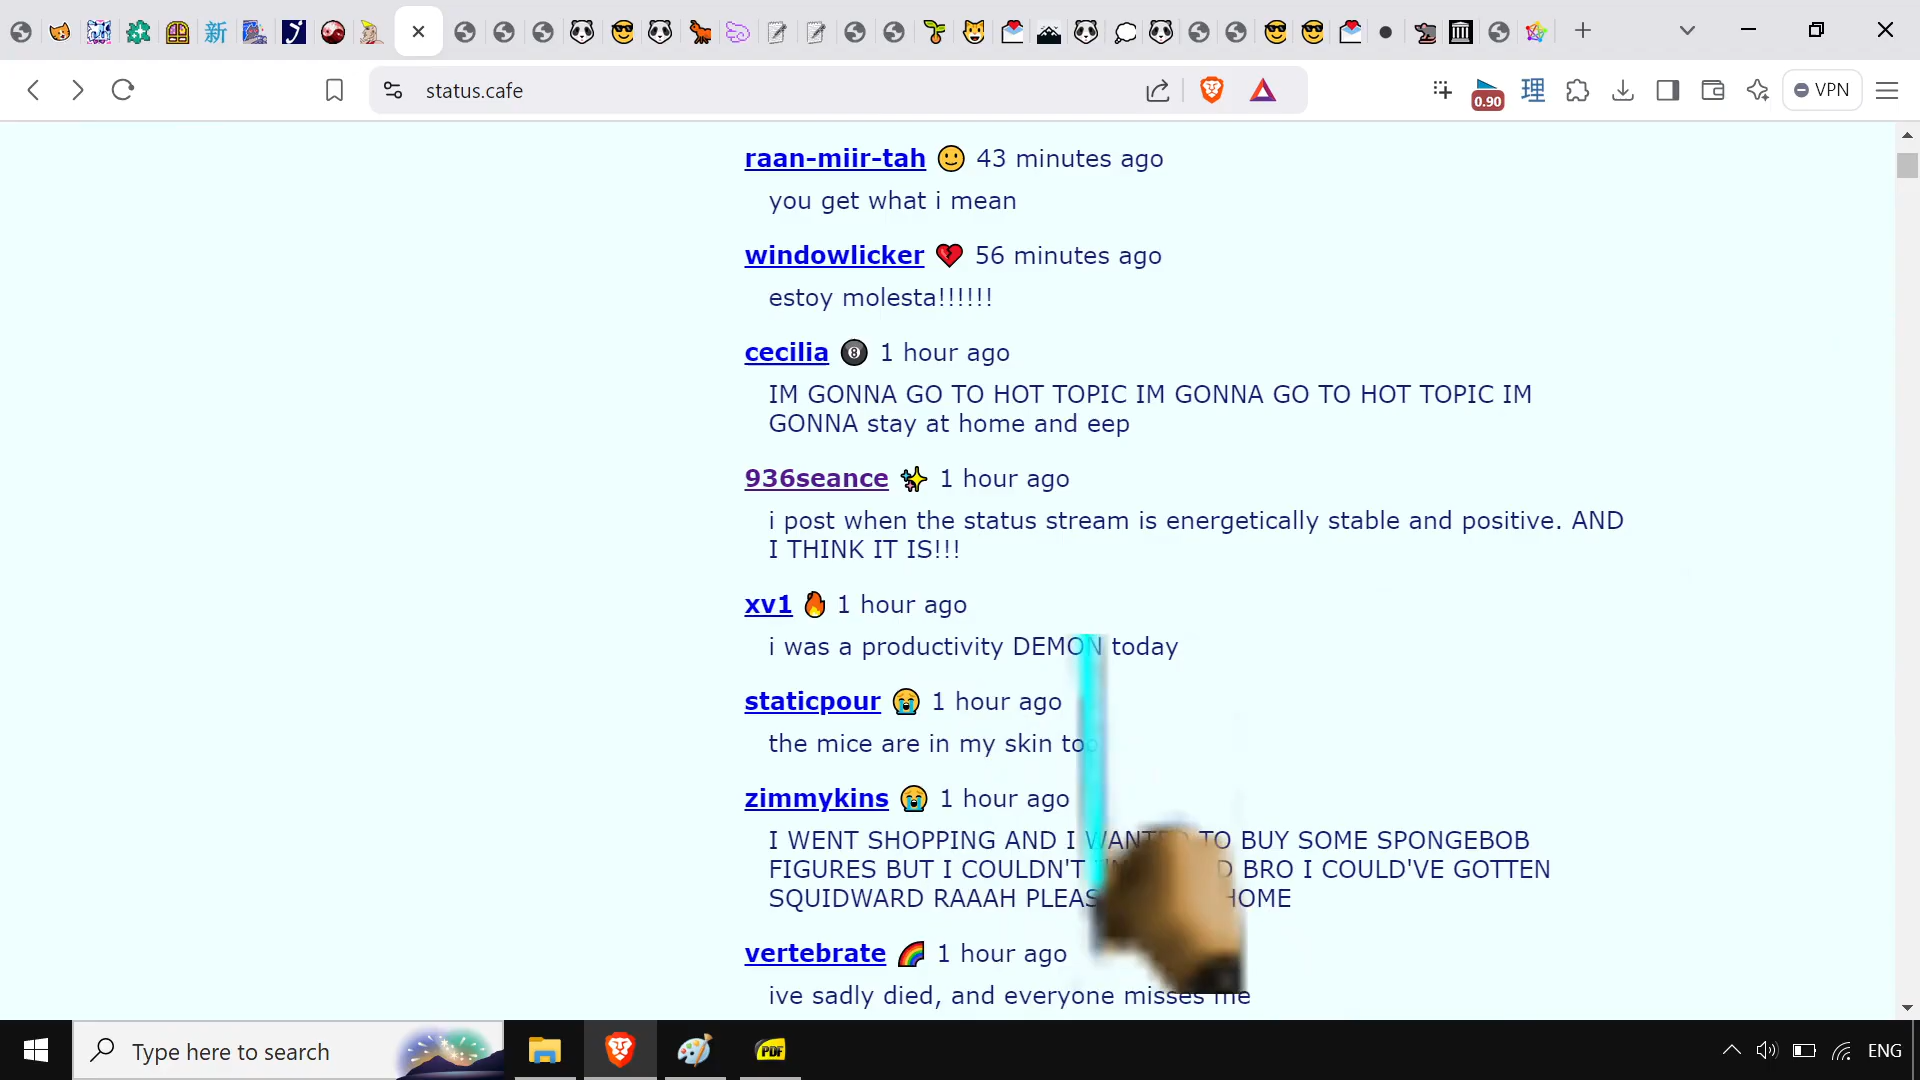 新
status.cafe
0.90
理
VPN
raan-miir-tah 🙂 43 minutes ago
you get what i mean
windowlicker 💔 56 minutes ago
estoy molesta!!!!!!
cecilia 🎱 1 hour ago
IM GONNA GO TO HOT TOPIC IM GONNA GO TO HOT TOPIC IM
GONNA stay at home and eep
936seance ✨ 1 hour ago
i post when the status stream is energetically stable and positive. AND
I THINK IT IS!!!
xv1 🔥 1 hour ago
i was a productivity DEMON today
staticpour 😭 1 hour ago
the mice are in my skin too
zimmykins 😭 1 hour ago
I WENT SHOPPING AND I WANTED TO BUY SOME SPONGEBOB
FIGURES BUT I COULDN'T BRO I COULD'VE GOTTEN
SQUIDWARD RAAAH HOME
vertebrate 🌈 1 hour ago
ive sadly died, and everyone misses me
Type here to search
PDF
ENG